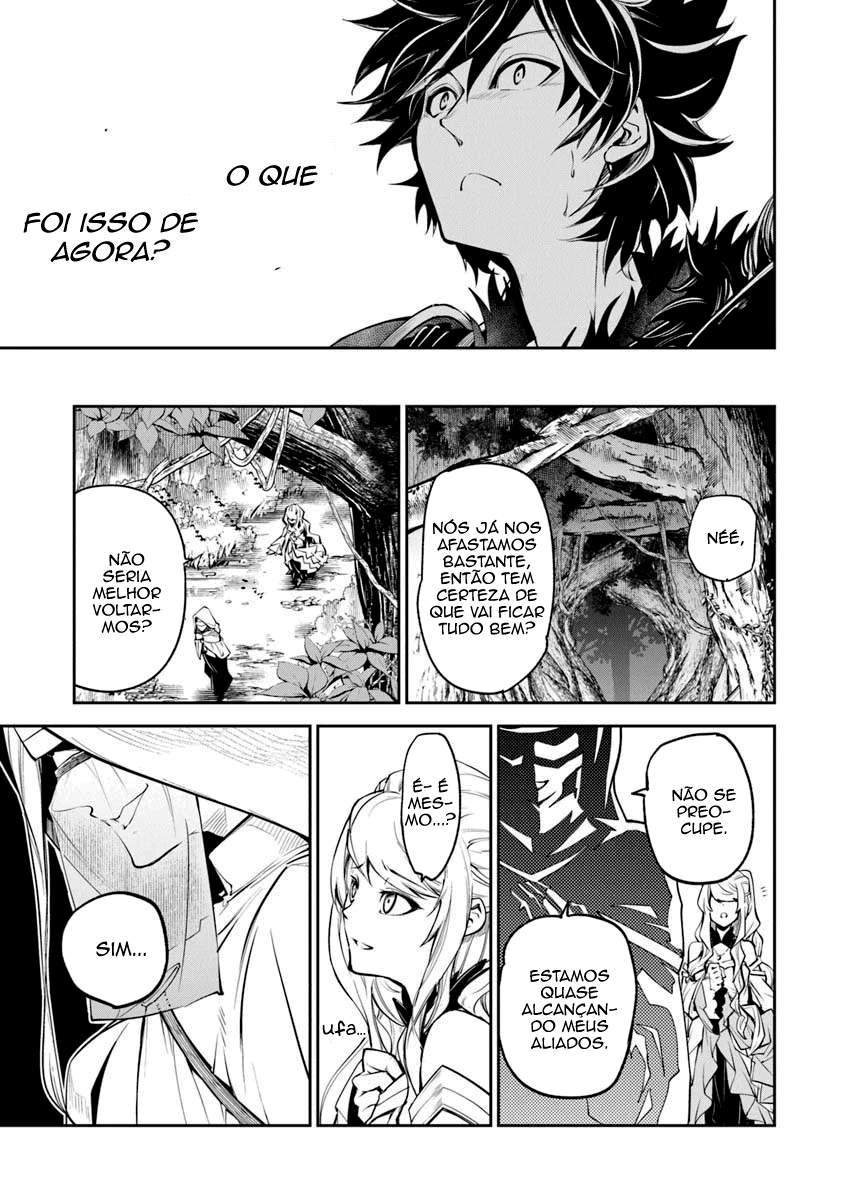 O QUE
FOI ISSO DE
AGORA?
NÉÉ,
NÓS JÁ NOS
AFASTAMOS
BASTANTE,
ENTÃO TEM
CERTEZA
DE QUE
VAI FICAR
TUDO BEM?
NÃO
SERIA
MELHOR
VOLTAR-
MOS?
NÃO SE
PREO-
CUPE.
ESTAMOS
QUASE
ALCANÇAN-
DO MEUS
ALIADOS.
É- É
MES-
MO...?
ufa...
SIM...